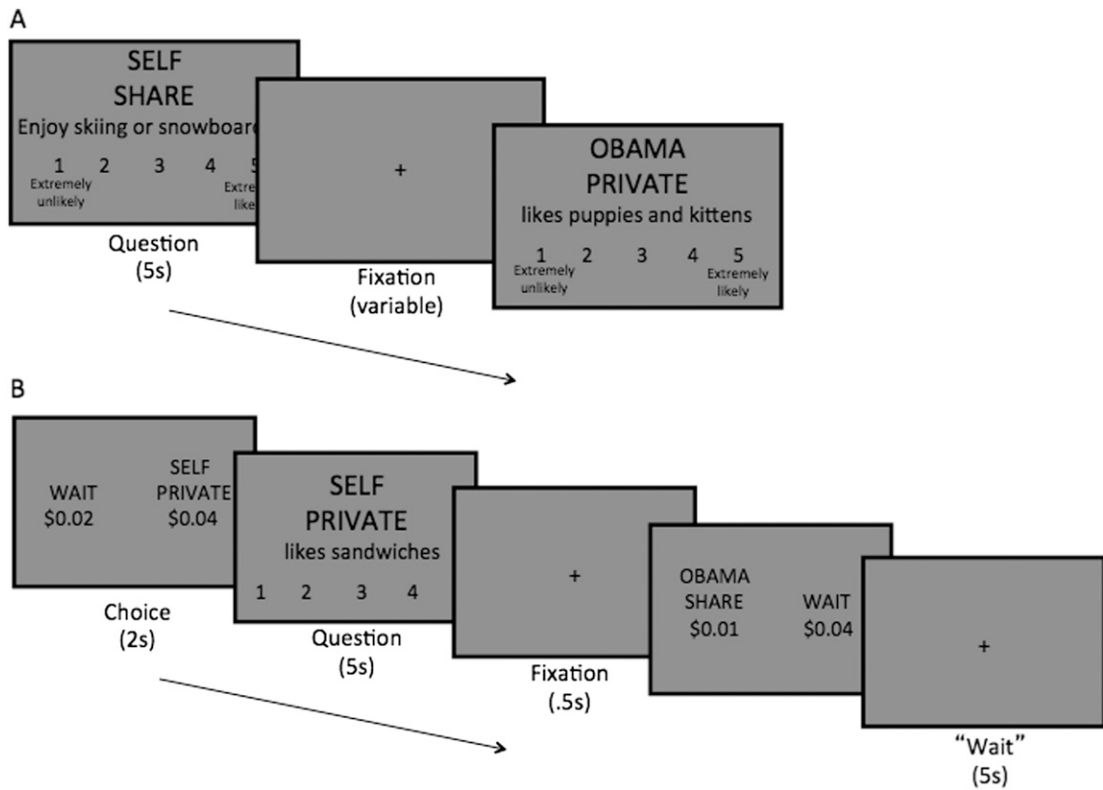 A
SELF
SHARE
Enjoy skiing or snowboard
1 2 3 4
Extremely
unlikely
Question
(5s)
+
Fixation
(variable)
OBAMA
PRIVATE
likes puppies and kittens
1 2 3 4 5
Extremely
unlikely
Extremely
likely
B
WAIT
$0.02
SELF
PRIVATE
$0.04
Choice
(2s)
SELF
PRIVATE
likes sandwiches
1 2 3 4
Question
(5s)
+
Fixation
(.5s)
OBAMA
SHARE
$0.01
WAIT
$0.04
+
“Wait”
(5s)